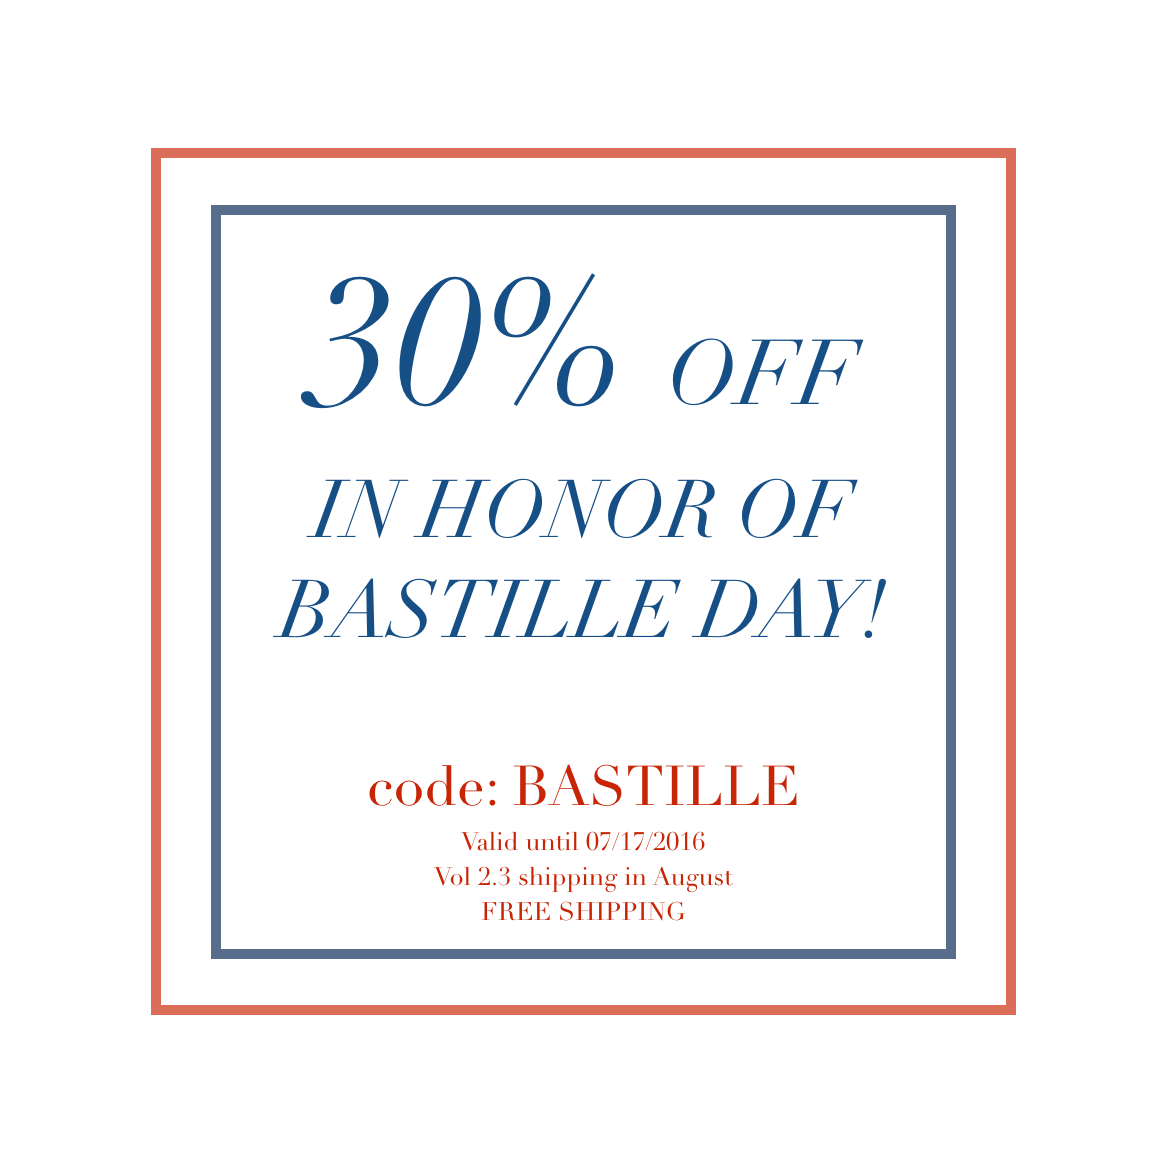 30% OFF
IN HONOR OF
BASTILLE DAY!
code: BASTILLE
Valid until 07/17/2016
Vol 2.3 shipping in August
FREE SHIPPING